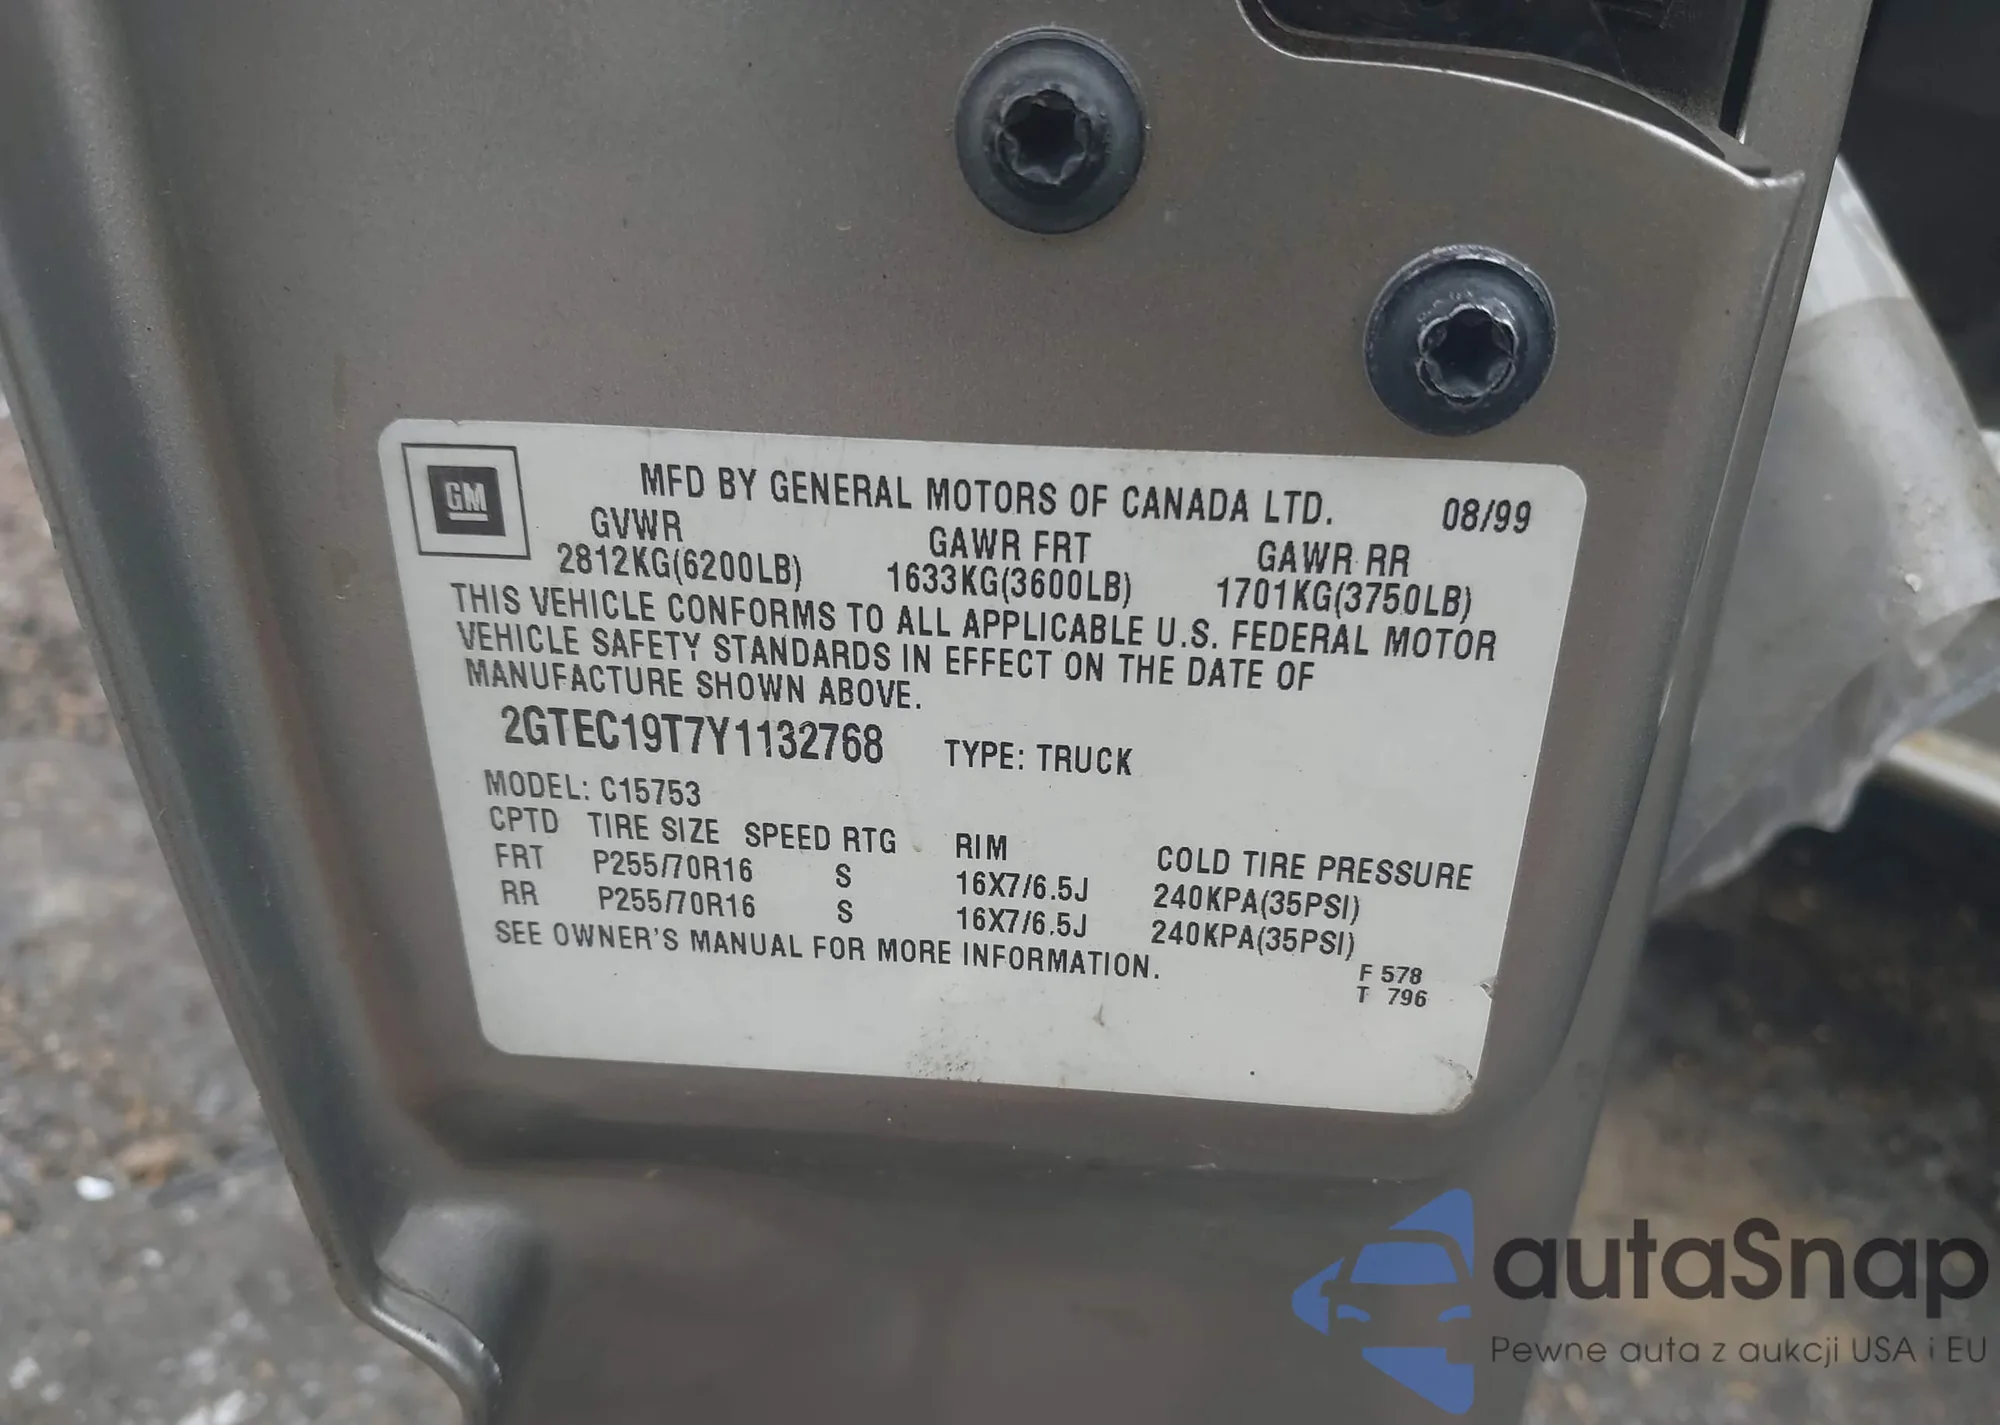 GM
MFD BY GENERAL MOTORS OF CANADA LTD. 08/99
GVWR GAWR FRT GAWR RR
2812KG(6200LB) 1633KG(3600LB) 1701KG(3750LB)
THIS VEHICLE CONFORMS TO ALL APPLICABLE U.S. FEDERAL MOTOR
VEHICLE SAFETY STANDARDS IN EFFECT ON THE DATE OF
MANUFACTURE SHOWN ABOVE.
2GTEC19T7Y1132768 TYPE: TRUCK
MODEL: C15753
CPTD TIRE SIZE SPEED RTG RIM COLD TIRE PRESSURE
FRT P255/70R16 S 16X7/6.5J 240KPA(35PSI)
RR P255/70R16 S 16X7/6.5J 240KPA(35PSI)
SEE OWNER'S MANUAL FOR MORE INFORMATION.
F 578
T 796
autaSnap
Pewne auta z aukcji USA i EU